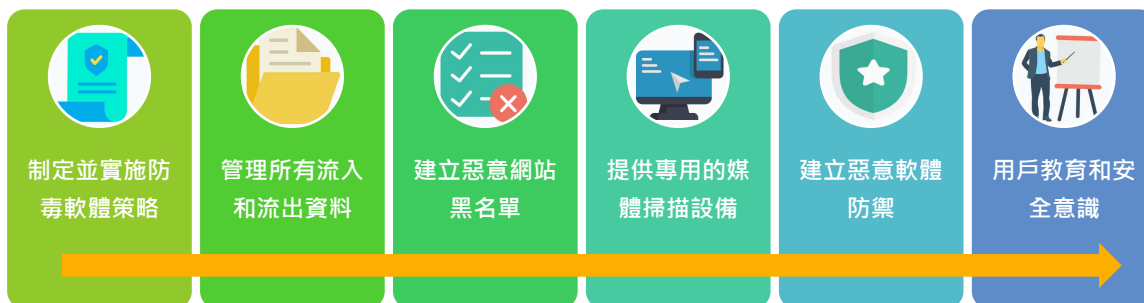 制定並實施防
毒軟體策略
管理所有流入
和流出資料
建立惡意網站
黑名單
提供專用的媒
體掃描設備
建立惡意軟體
防禦
用戶教育和安
全意識